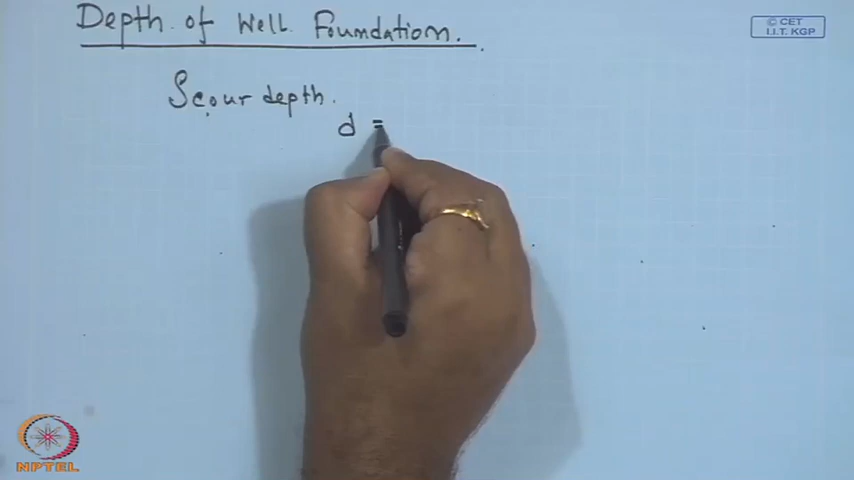 Depth of Well Foundation.
© CET
I.I.T. KGP
Scour depth.
d =
NPTEL